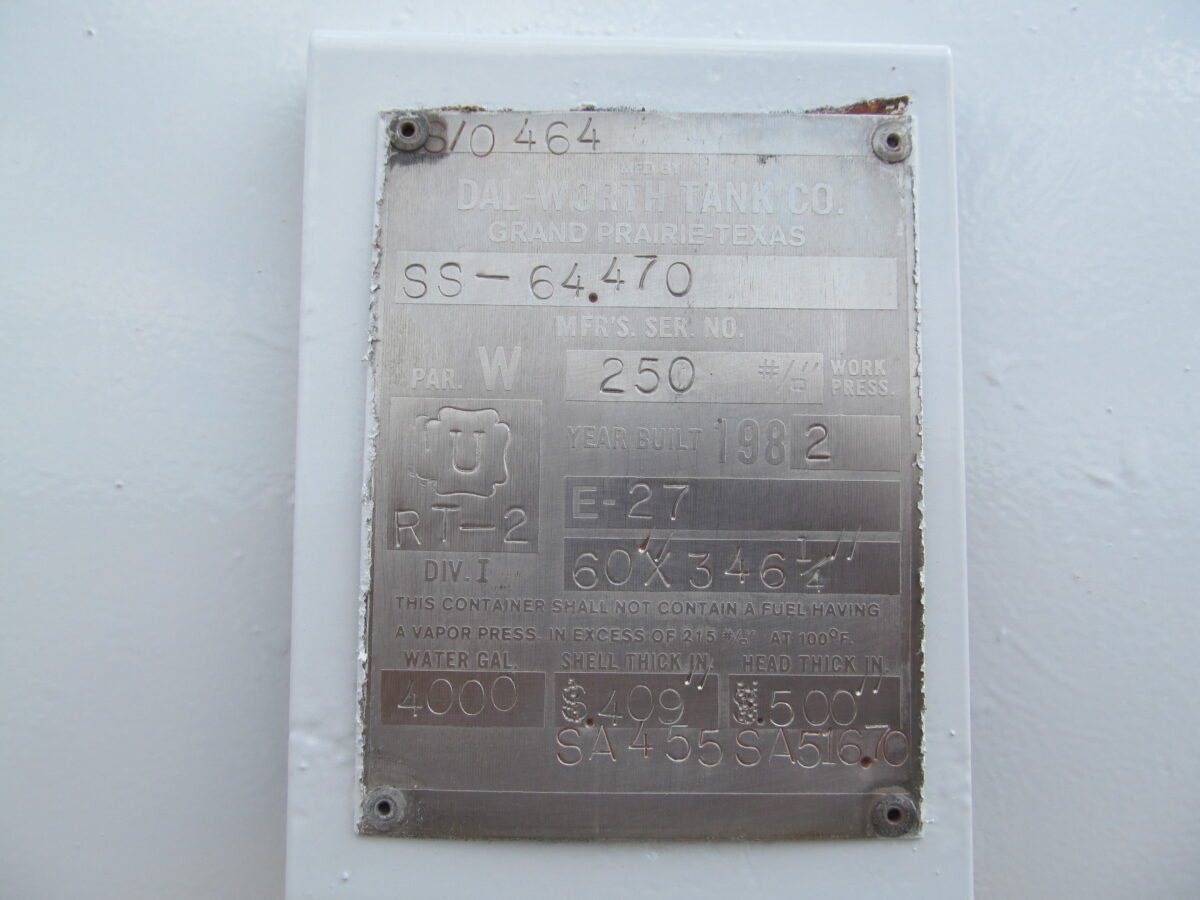 S/O 464
MFD. BY
DAL-WORTH TANK CO.
GRAND PRAIRIE-TEXAS
SS-64.470
MFR'S. SER. NO.
PAR. W
250 #/□" WORK PRESS.
U
YEAR BUILT 1982
RT-2
E-27
DIV. I
60" X 346 1/4"
THIS CONTAINER SHALL NOT CONTAIN A FUEL HAVING
A VAPOR PRESS. IN EXCESS OF 215 #/□" AT 100°F.
WATER GAL. SHELL THICK IN. HEAD THICK IN.
4000 .409" .500"
SA455 SA516.70